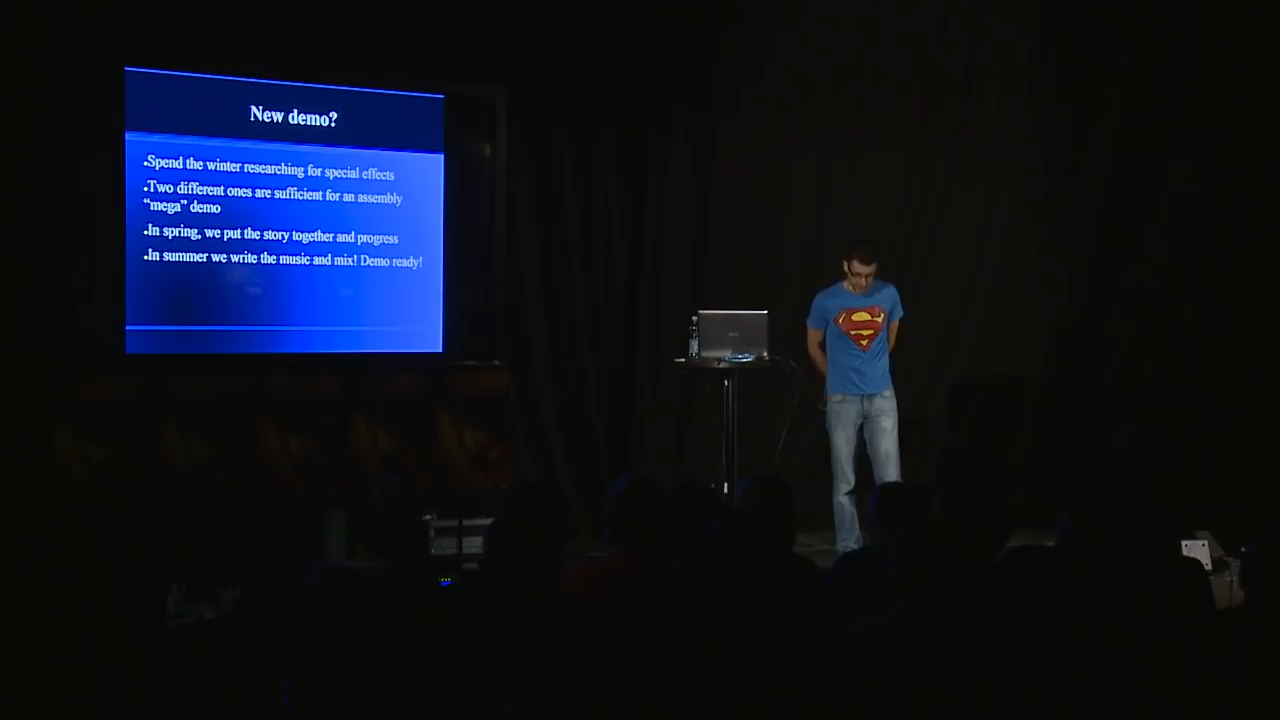 New demo?
.Spend the winter researching for special effects
.Two different ones are sufficient for an assembly
“mega” demo
.In spring, we put the story together and progress
.In summer we write the music and mix! Demo ready!
S